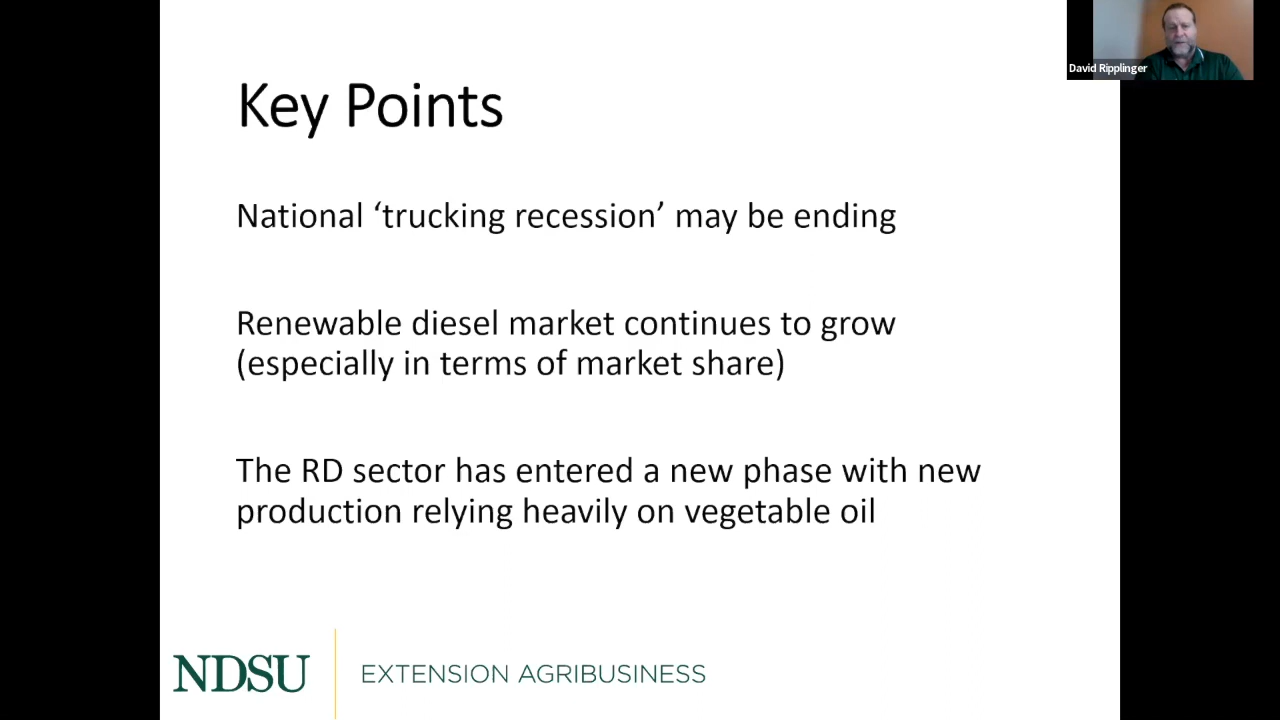 David Ripplinger
Key Points
National ‘trucking recession’ may be ending
Renewable diesel market continues to grow
(especially in terms of market share)
The RD sector has entered a new phase with new
production relying heavily on vegetable oil
NDSU
EXTENSION AGRIBUSINESS